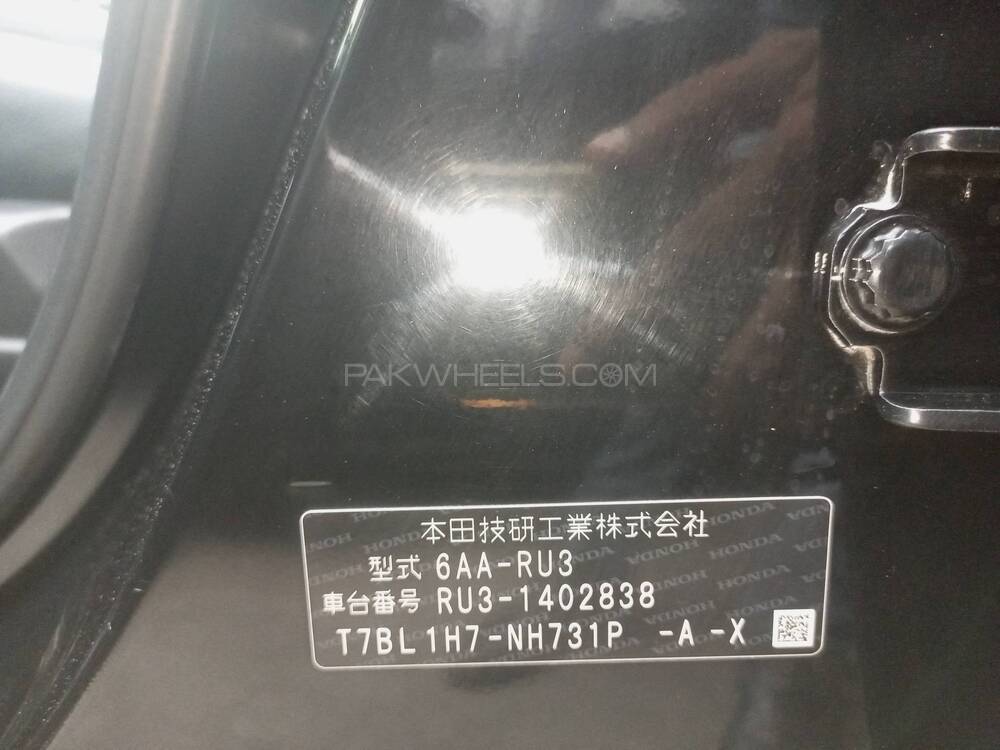 PAKWHEELS.COM
本田技研工業株式会社
型式 6AA-RU3
車台番号 RU3-1402838
T7BL1H7-NH731P -A-X